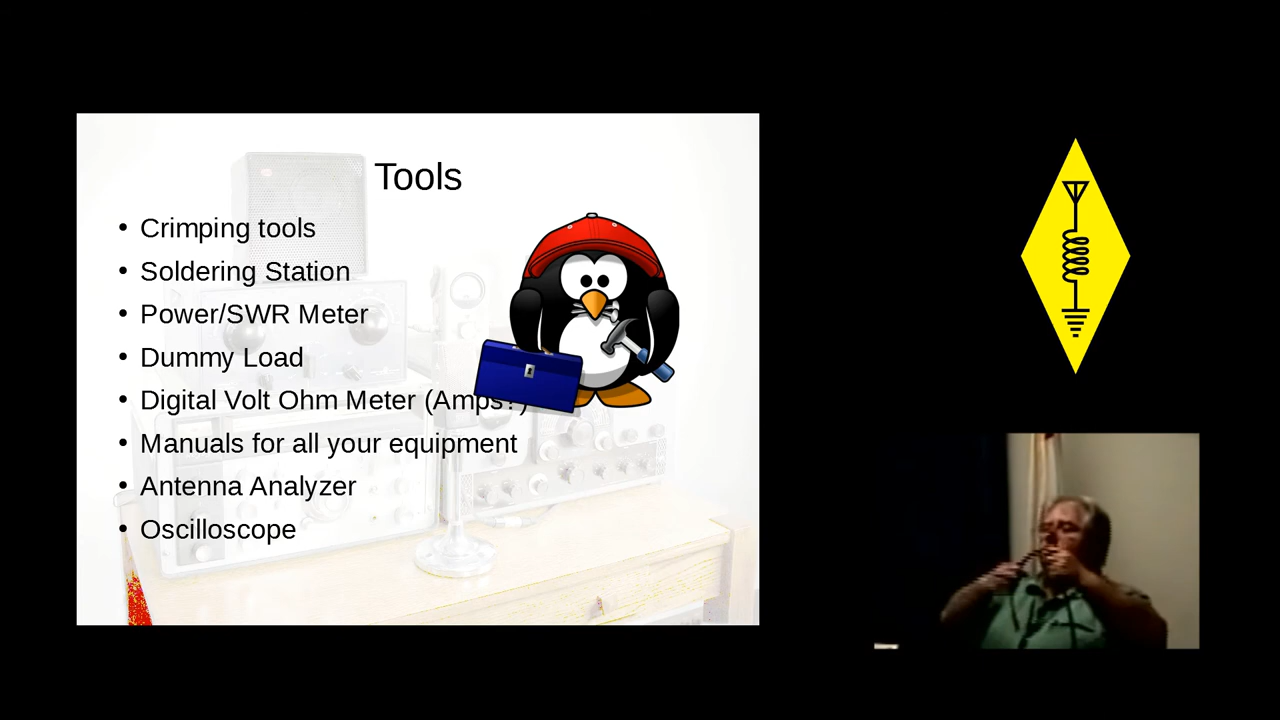 Tools
• Crimping tools
• Soldering Station
• Power/SWR Meter
• Dummy Load
• Digital Volt Ohm Meter (Amps?)
• Manuals for all your equipment
• Antenna Analyzer
• Oscilloscope